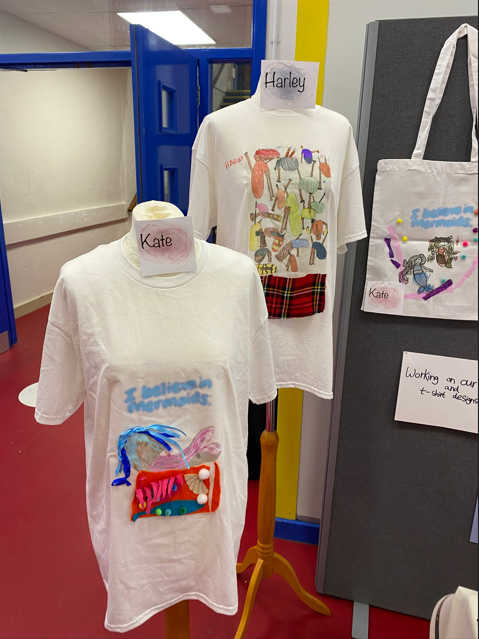 Harley
Kate
I believe in
mermaids.
I believe in
mermaids.
Kate
Working on our
and
t-shirt designs